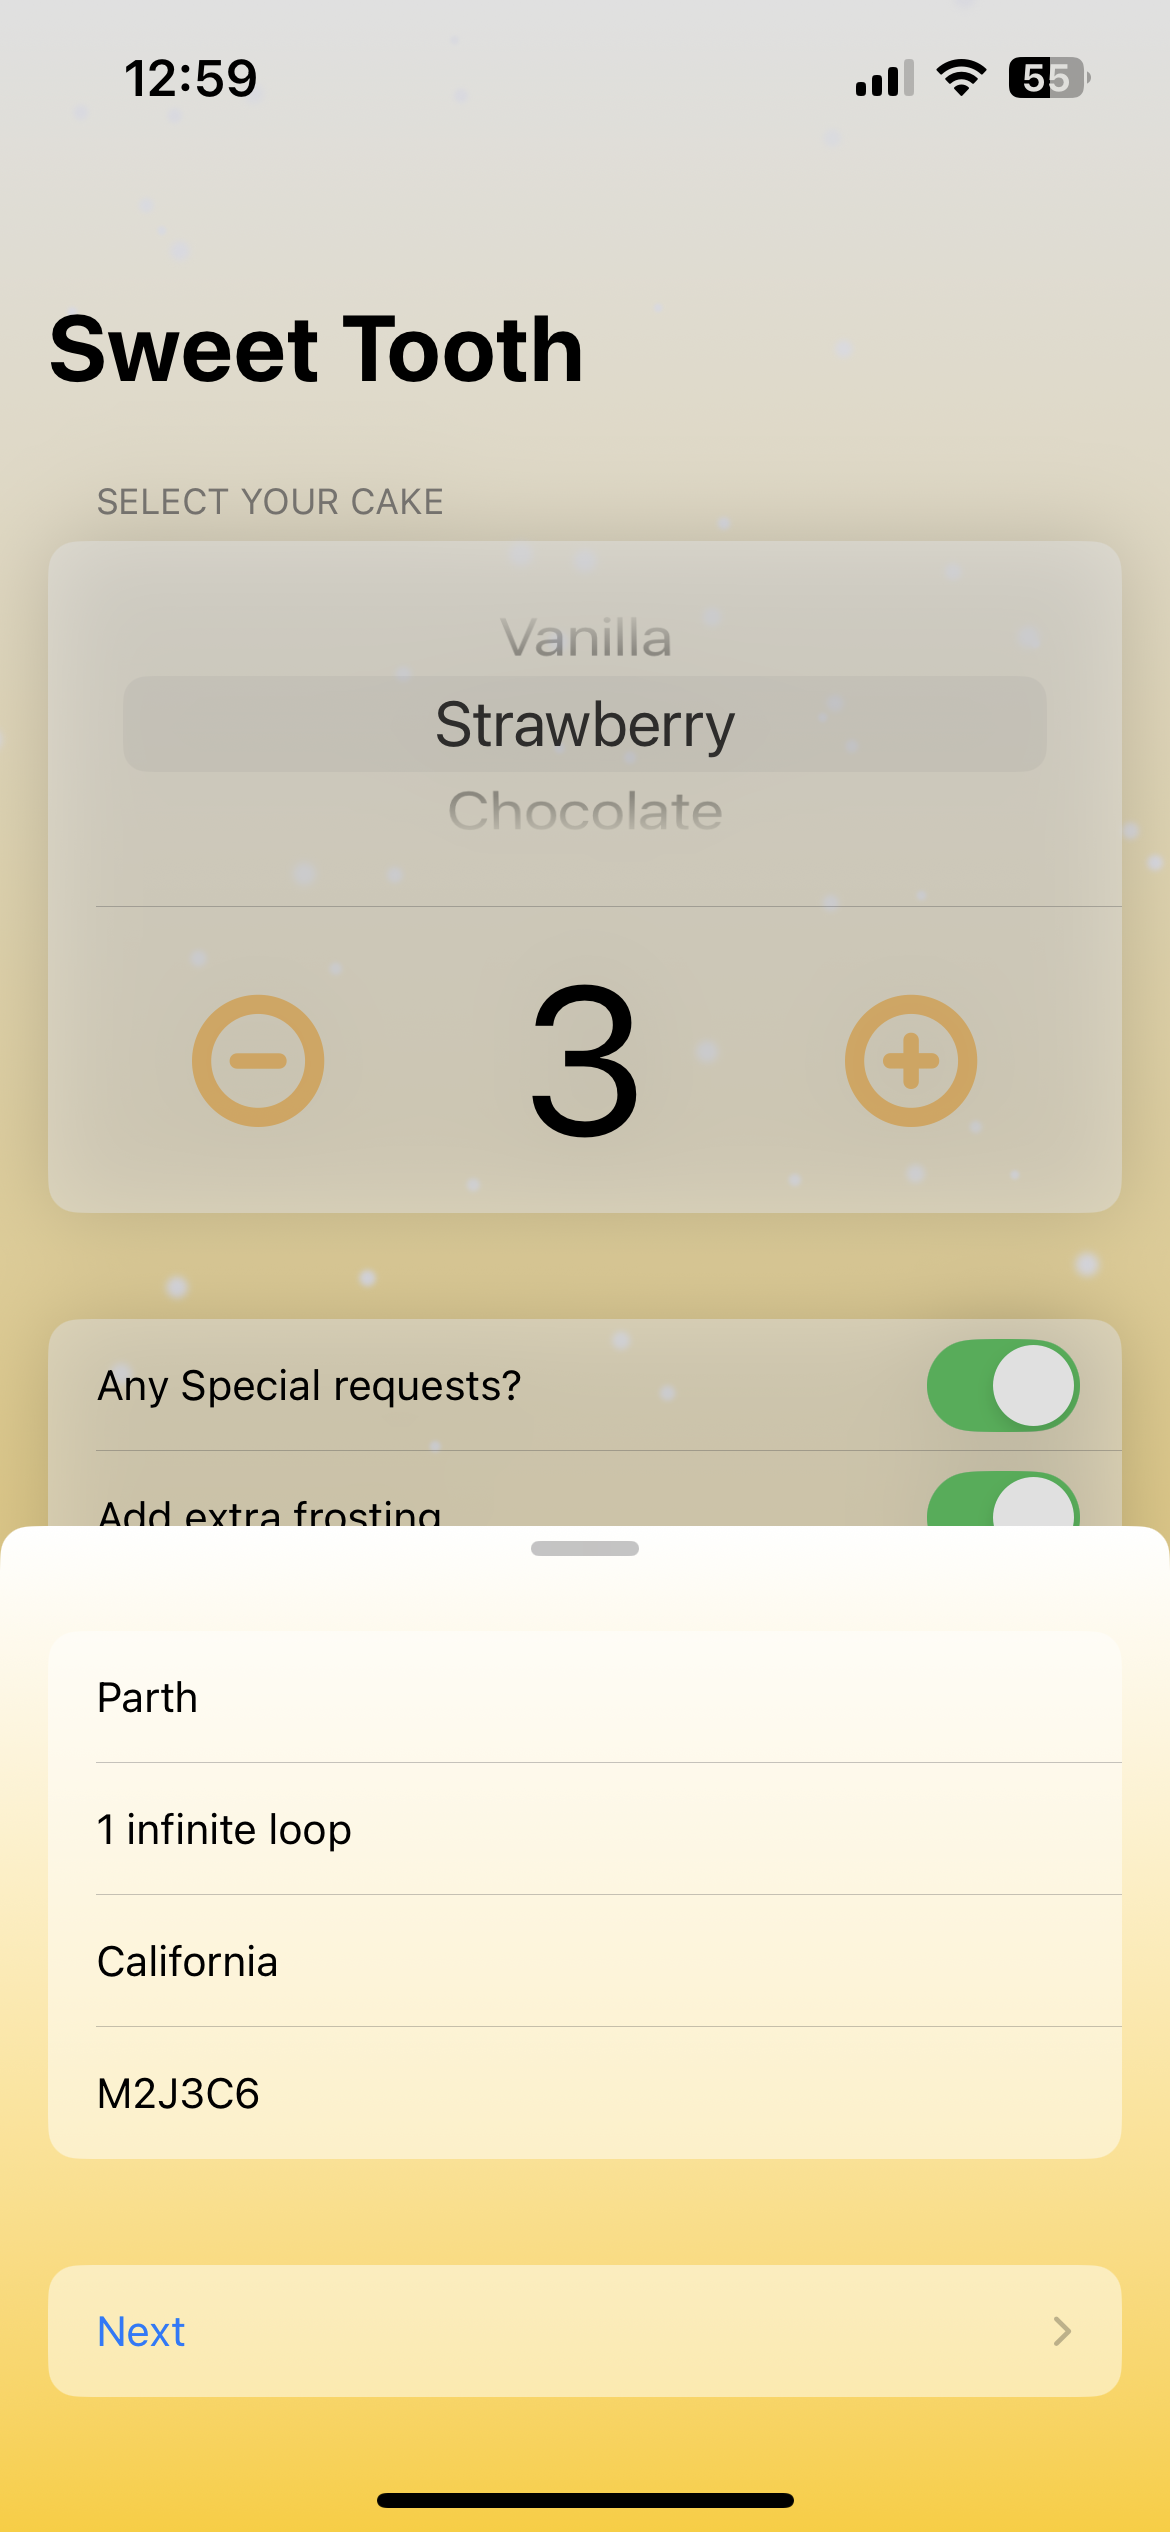 12:59
55
Sweet Tooth
SELECT YOUR CAKE
Vanilla
Strawberry
Chocolate
3
Any Special requests?
Add extra frosting
Parth
1 infinite loop
California
M2J3C6
Next